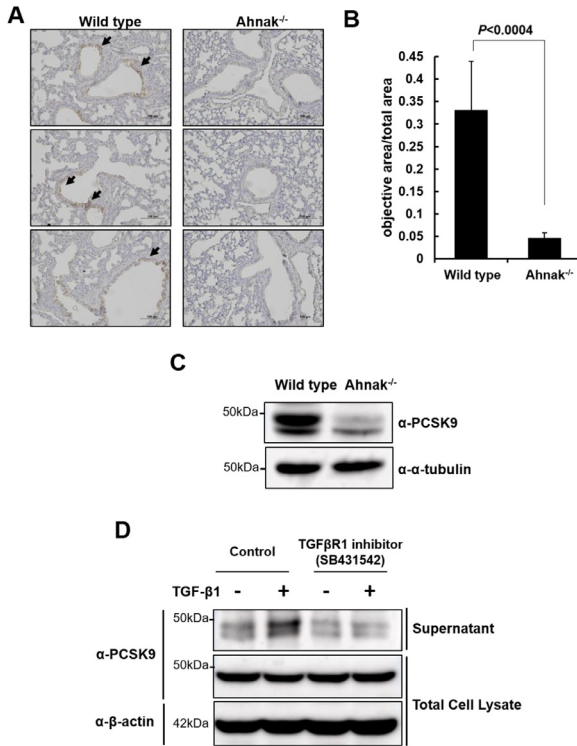 A
Wild type Ahnak-/-
B
P<0.0004
objective area/total area
0.45
0.4
0.35
0.3
0.25
0.2
0.15
0.1
0.05
0
Wild type Ahnak-/-
C
Wild type Ahnak-/-
50kDa
α-PCSK9
50kDa
α-α-tubulin
D
Control
TGFβR1 inhibitor
(SB431542)
TGF-β1 - + - +
50kDa
Supernatant
α-PCSK9
50kDa
Total Cell Lysate
α-β-actin
42kDa